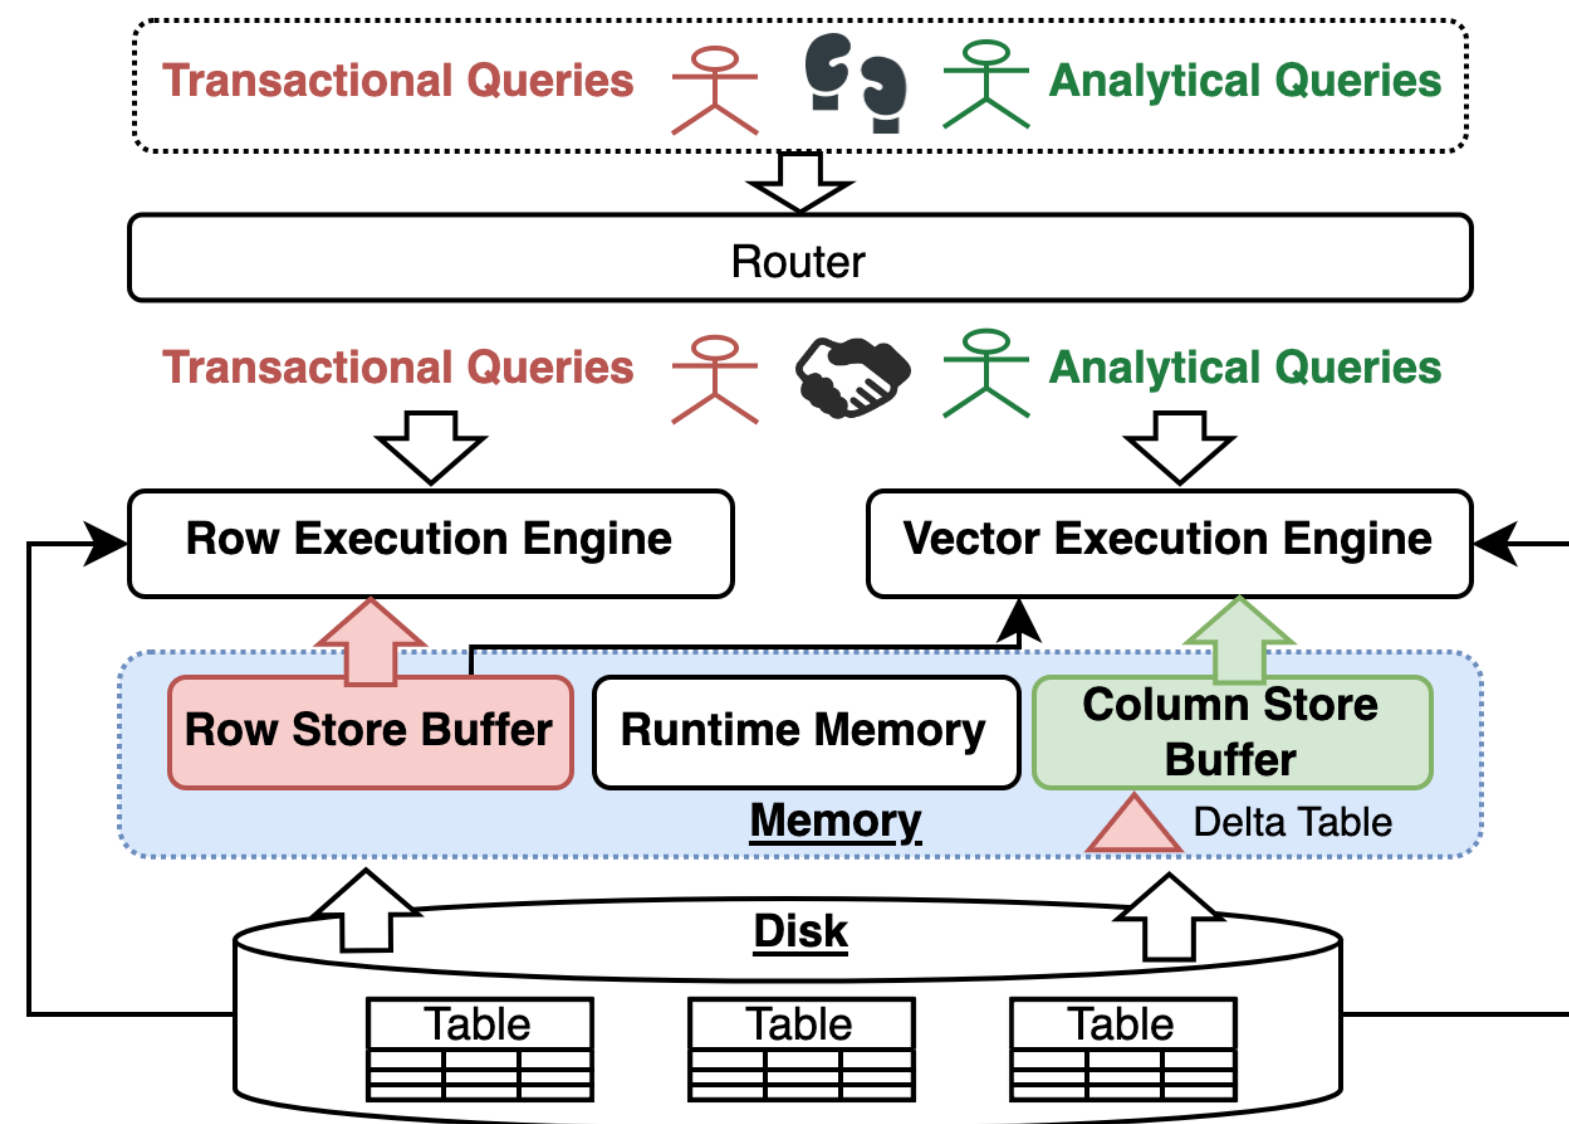 Transactional Queries
Analytical Queries
Router
Transactional Queries
Analytical Queries
Row Execution Engine
Vector Execution Engine
Row Store Buffer
Runtime Memory
Column Store
Buffer
Memory
Delta Table
Disk
Table
Table
Table